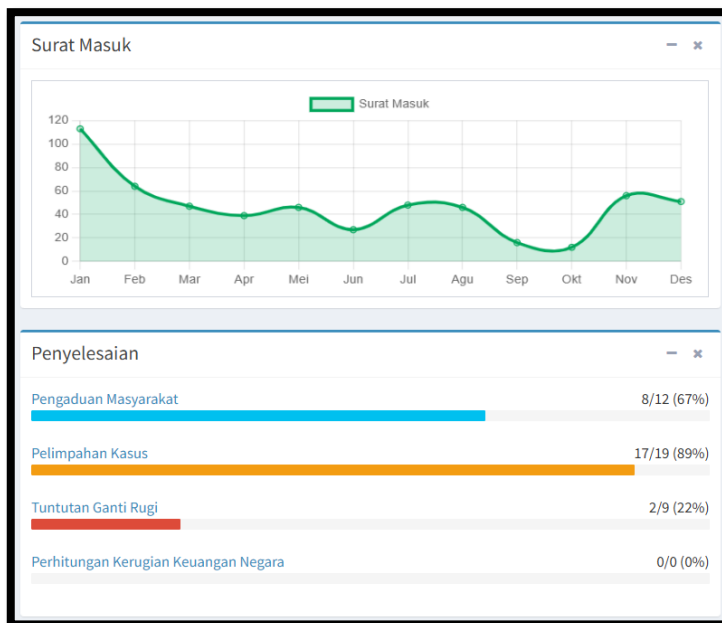 Surat Masuk
Surat Masuk
120
100
80
60
40
20
0
Jan Feb Mar Apr Mei Jun Jul Agu Sep Okt Nov Des
Penyelesaian
Pengaduan Masyarakat 8/12 (67%)
Pelimpahan Kasus 17/19 (89%)
Tuntutan Ganti Rugi 2/9 (22%)
Perhitungan Kerugian Keuangan Negara 0/0 (0%)